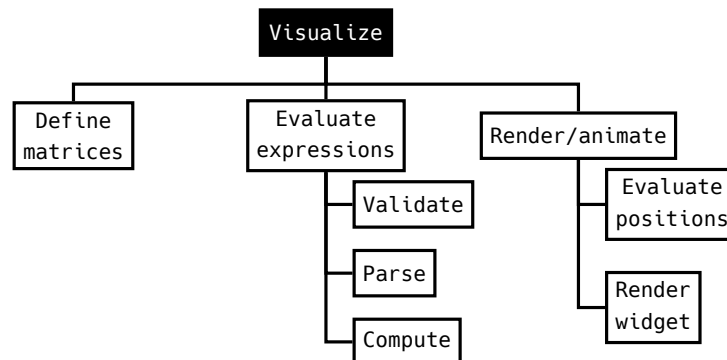 Visualize
Define
matrices
Evaluate
expressions
Validate
Parse
Compute
Render/animate
Evaluate
positions
Render
widget